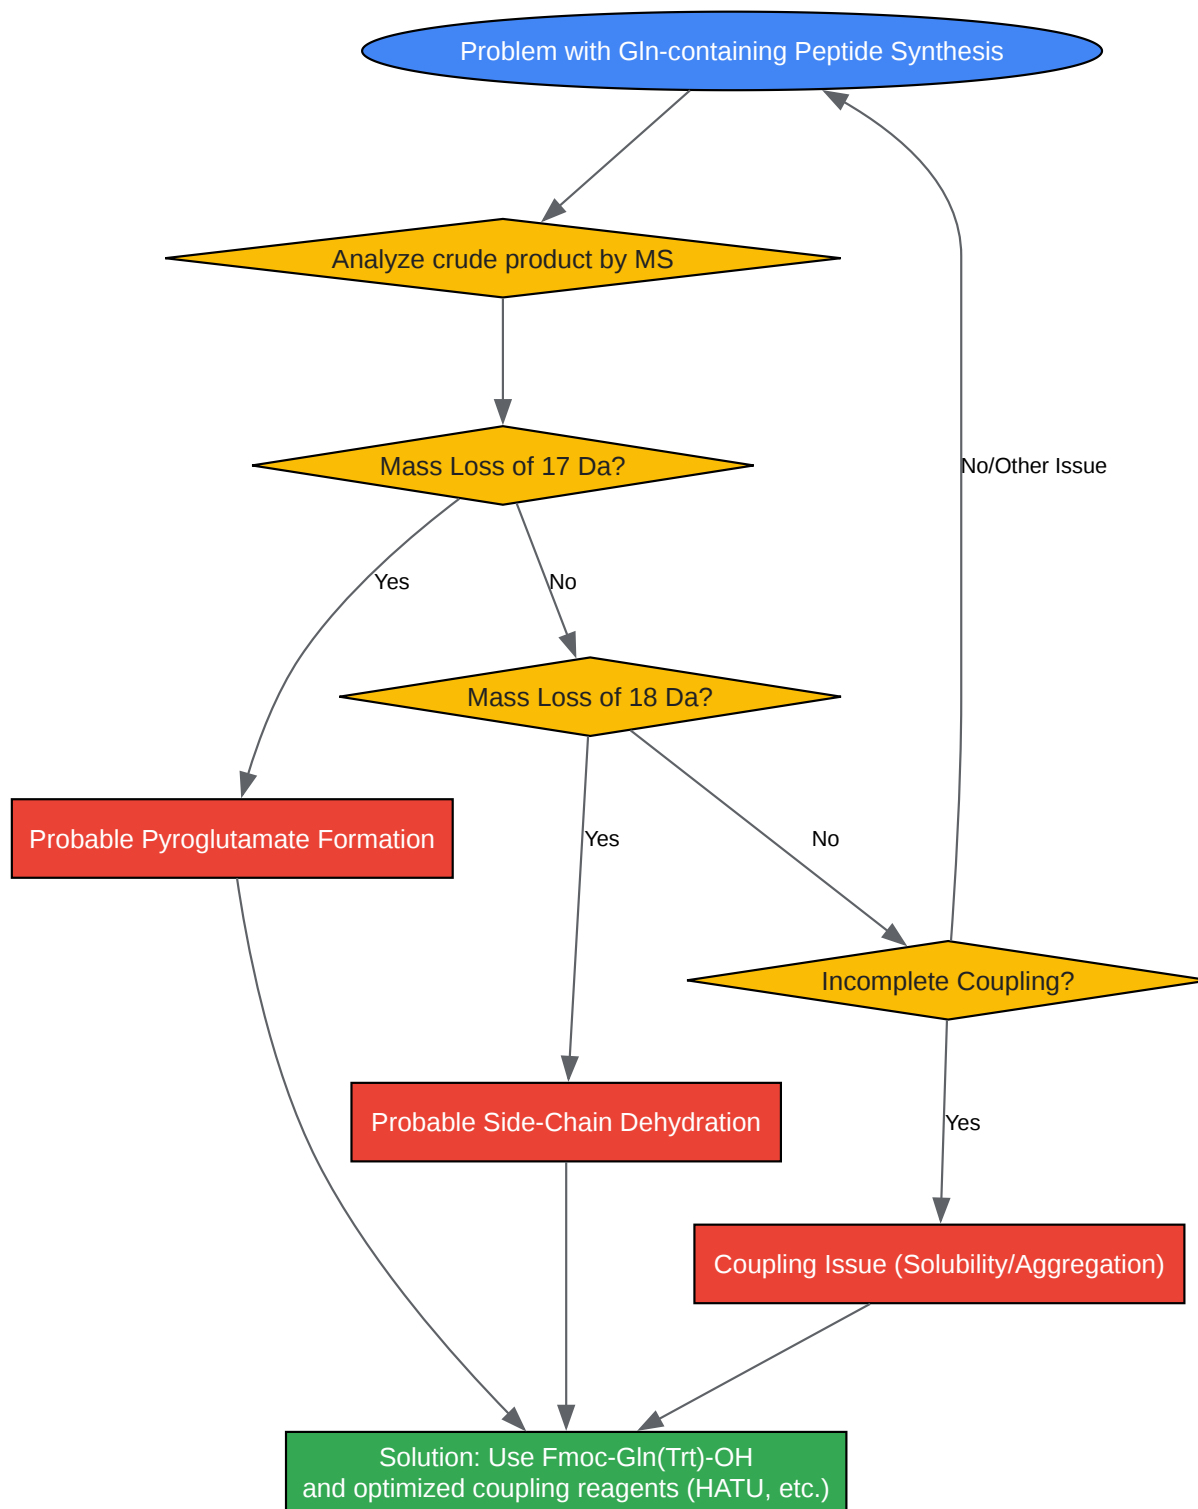 Problem with Gln-containing Peptide Synthesis
Analyze crude product by MS
Mass Loss of 17 Da?
No/Other Issue
Yes
No
Mass Loss of 18 Da?
Probable Pyroglutamate Formation
Yes
No
Incomplete Coupling?
Probable Side-Chain Dehydration
Yes
Coupling Issue (Solubility/Aggregation)
Solution: Use Fmoc-Gln(Trt)-OH
and optimized coupling reagents (HATU, etc.)